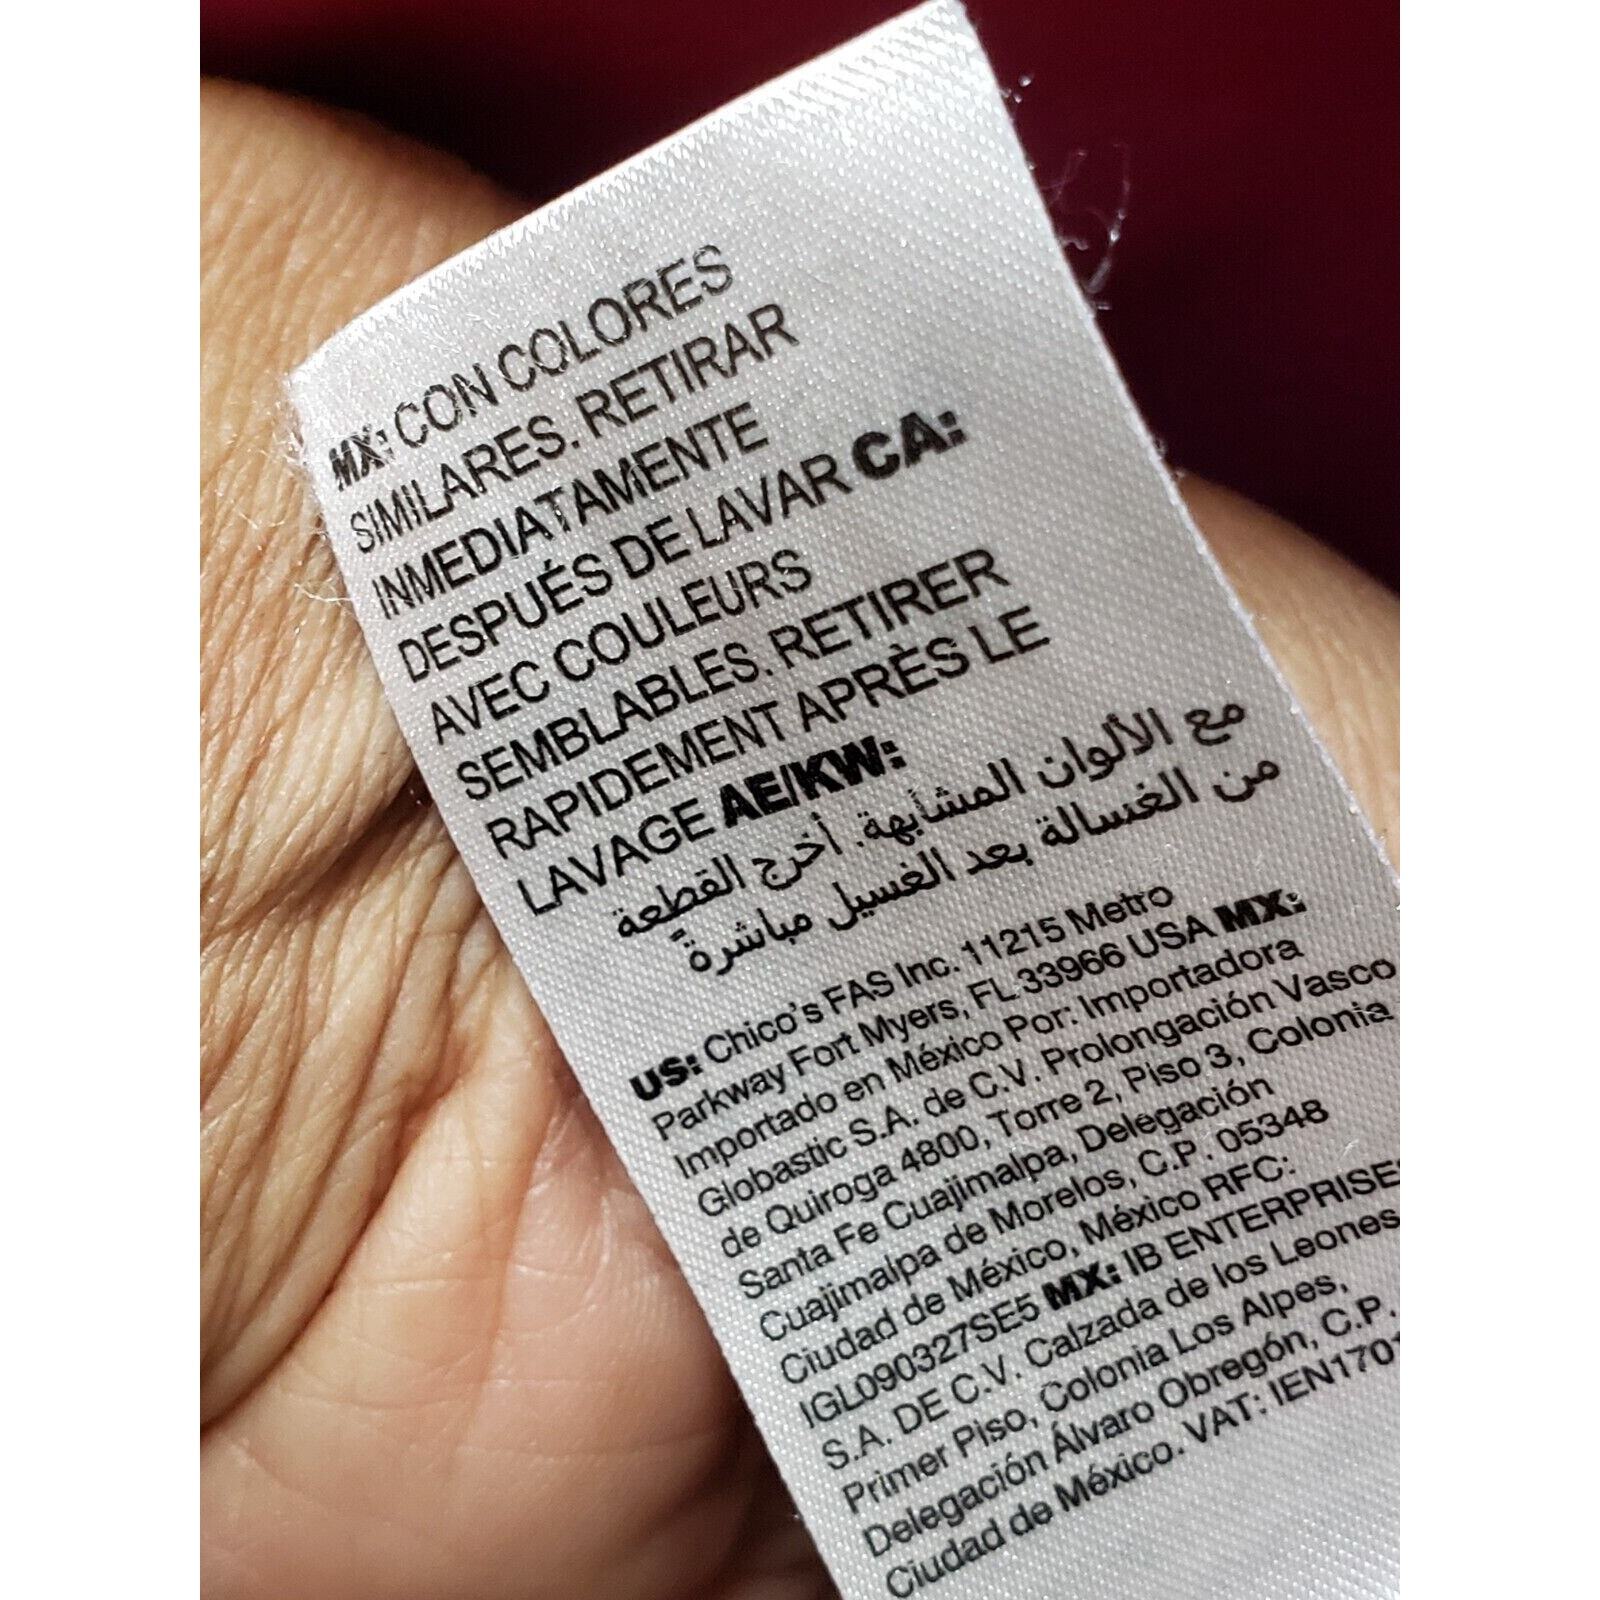 MX: CON COLORES
SIMILARES. RETIRAR
INMEDIATAMENTE
DESPUÉS DE LAVAR CA:
AVEC COULEURS
SEMBLABLES. RETIRER
RAPIDEMENT APRÈS LE
LAVAGE AE/KW:
مع الألوان المشابهة. أخرج القطعة
من الغسالة بعد الغسيل مباشرةً
US: Chico's FAS Inc. 11215 Metro
Parkway Fort Myers, FL 33966 USA MX:
Importado en México Por: Importadora
Globastic S.A. de C.V. Prolongación Vasco
de Quiroga 4800, Torre 2, Piso 3, Colonia
Santa Fe Cuajimalpa, Delegación
Cuajimalpa de Morelos, C.P. 05348
Ciudad de México, México RFC:
IGL090327SE5 MX: IB ENTERPRISES
S.A. DE C.V. Calzada de los Leones
Primer Piso, Colonia Los Alpes,
Delegación Álvaro Obregón, C.P.
Ciudad de México. VAT: IEN1701